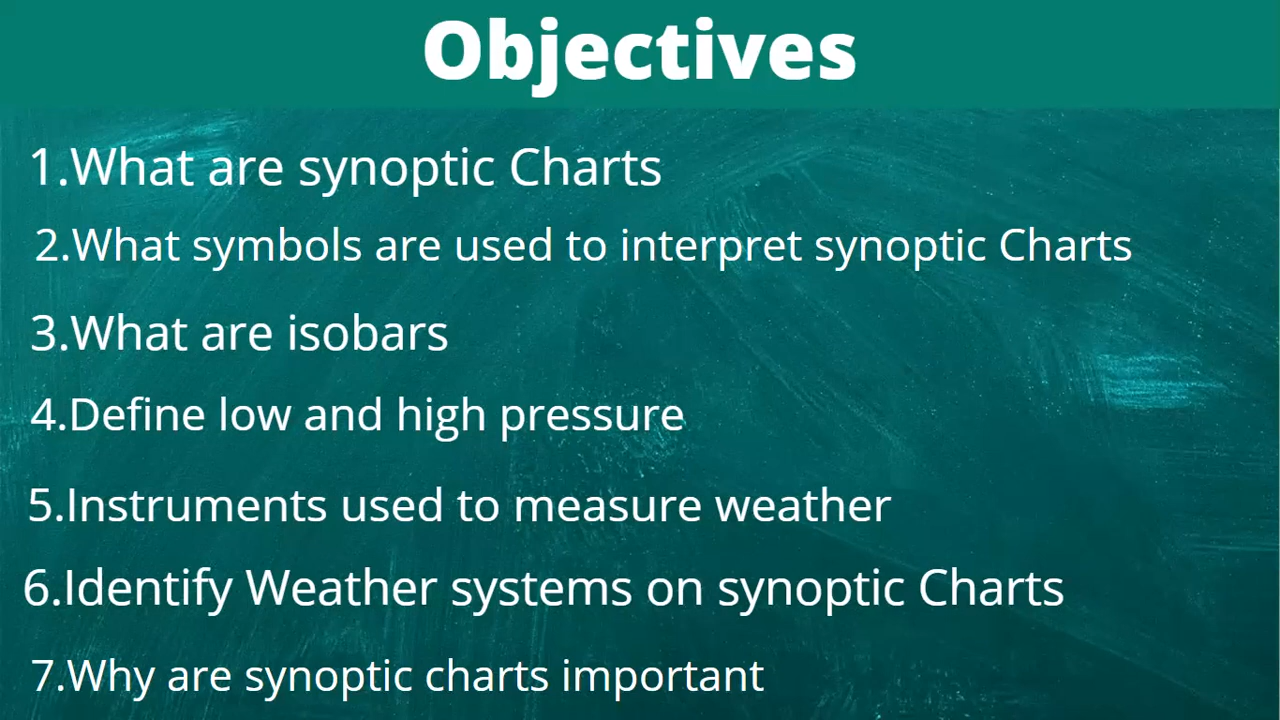 Objectives
1.What are synoptic Charts
2.What symbols are used to interpret synoptic Charts
3.What are isobars
4.Define low and high pressure
5.Instruments used to measure weather
6.Identify Weather systems on synoptic Charts
7.Why are synoptic charts important